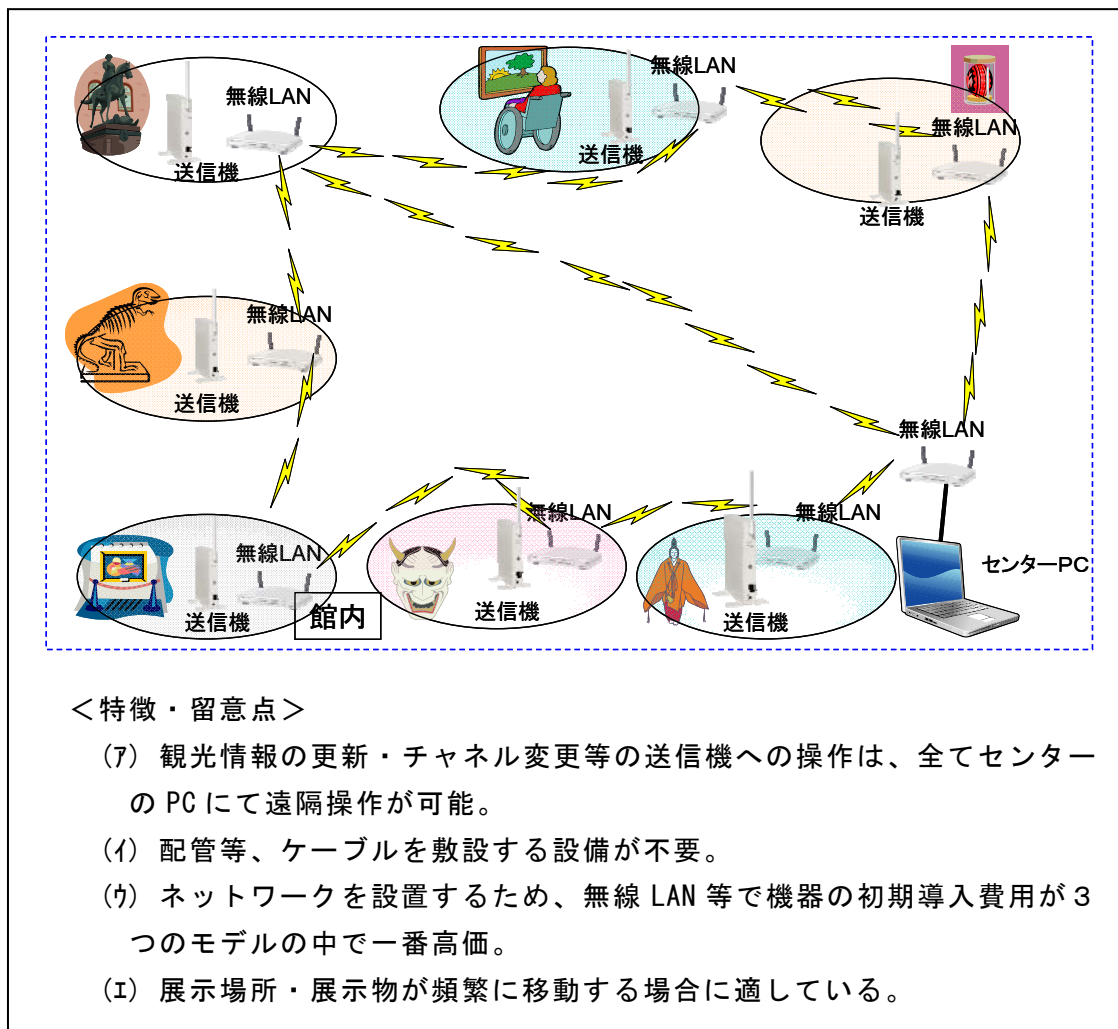 無線LAN
送信機
無線LAN
送信機
無線LAN
送信機
無線LAN
送信機
無線LAN
センターPC
無線LAN
送信機
無線LAN
送信機
無線LAN
送信機
館内
＜特徴・留意点＞
(ｱ) 観光情報の更新・チャネル変更等の送信機への操作は、全てセンター
の PC にて遠隔操作が可能。
(ｲ) 配管等、ケーブルを敷設する設備が不要。
(ｳ) ネットワークを設置するため、無線 LAN 等で機器の初期導入費用が３
つのモデルの中で一番高価。
(ｴ) 展示場所・展示物が頻繁に移動する場合に適している。